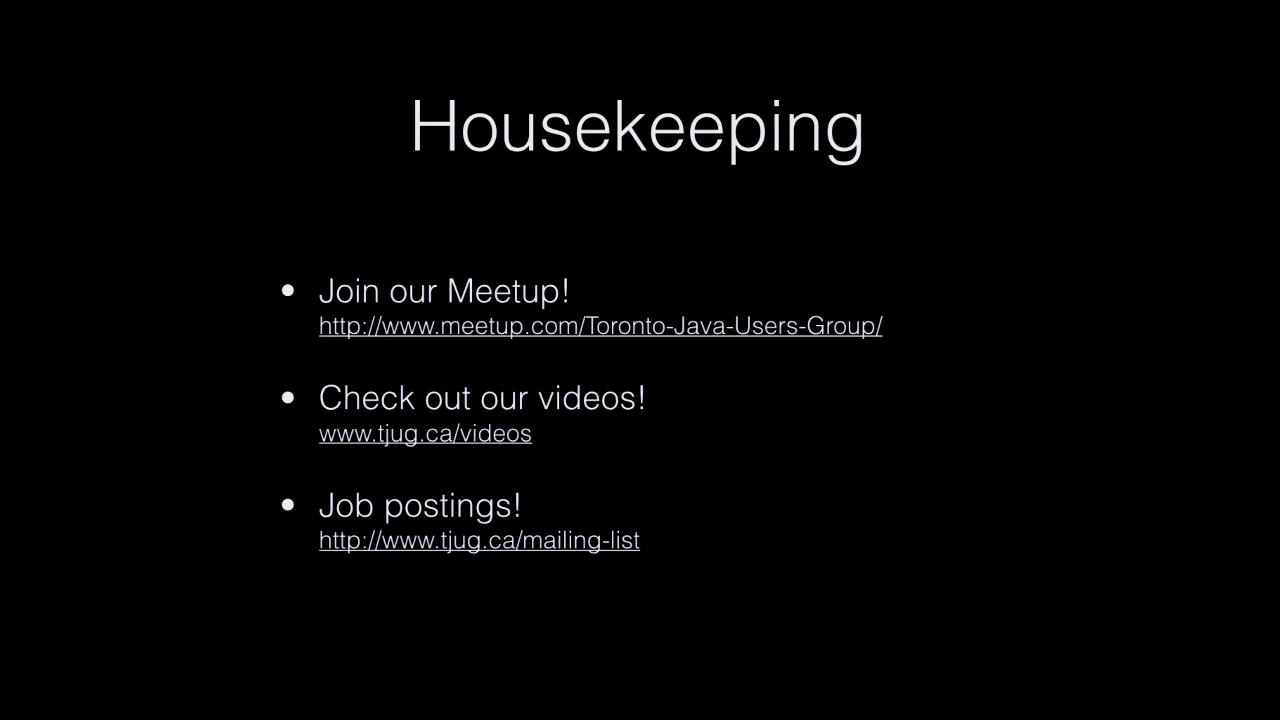 Housekeeping
• Join our Meetup!
http://www.meetup.com/Toronto-Java-Users-Group/
• Check out our videos!
www.tjug.ca/videos
• Job postings!
http://www.tjug.ca/mailing-list